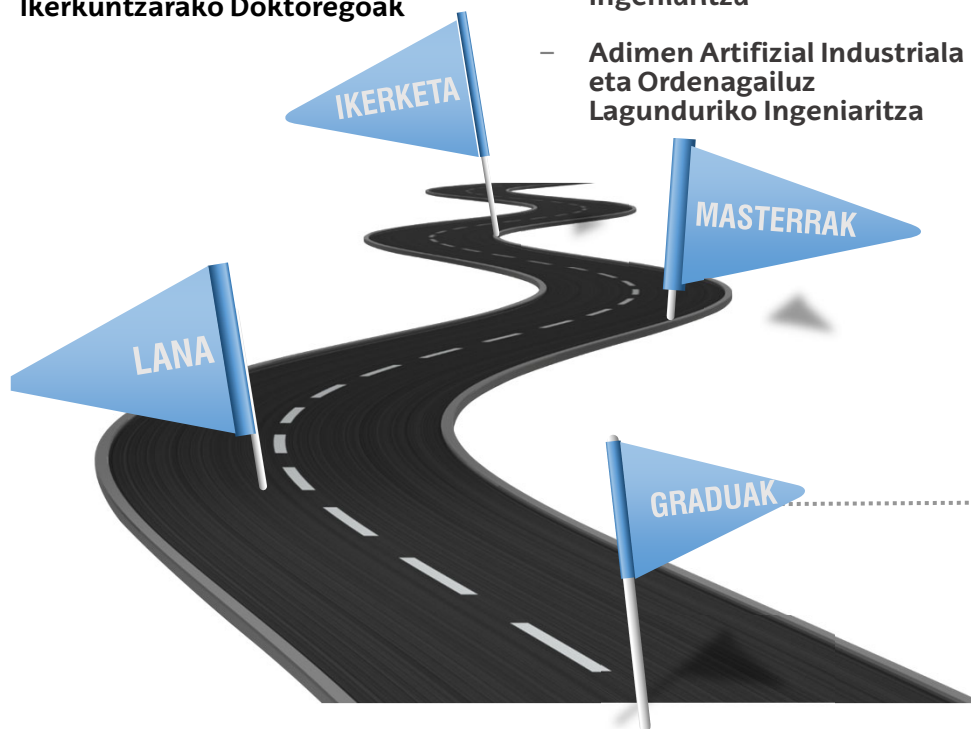 Ikerkuntzarako Doktoregoak
Ingeniaritza
– Adimen Artifizial Industriala
eta Ordenagailuz
Lagunduriko Ingeniaritza
IKERKETA
MASTERRAK
LANA
GRADUAK